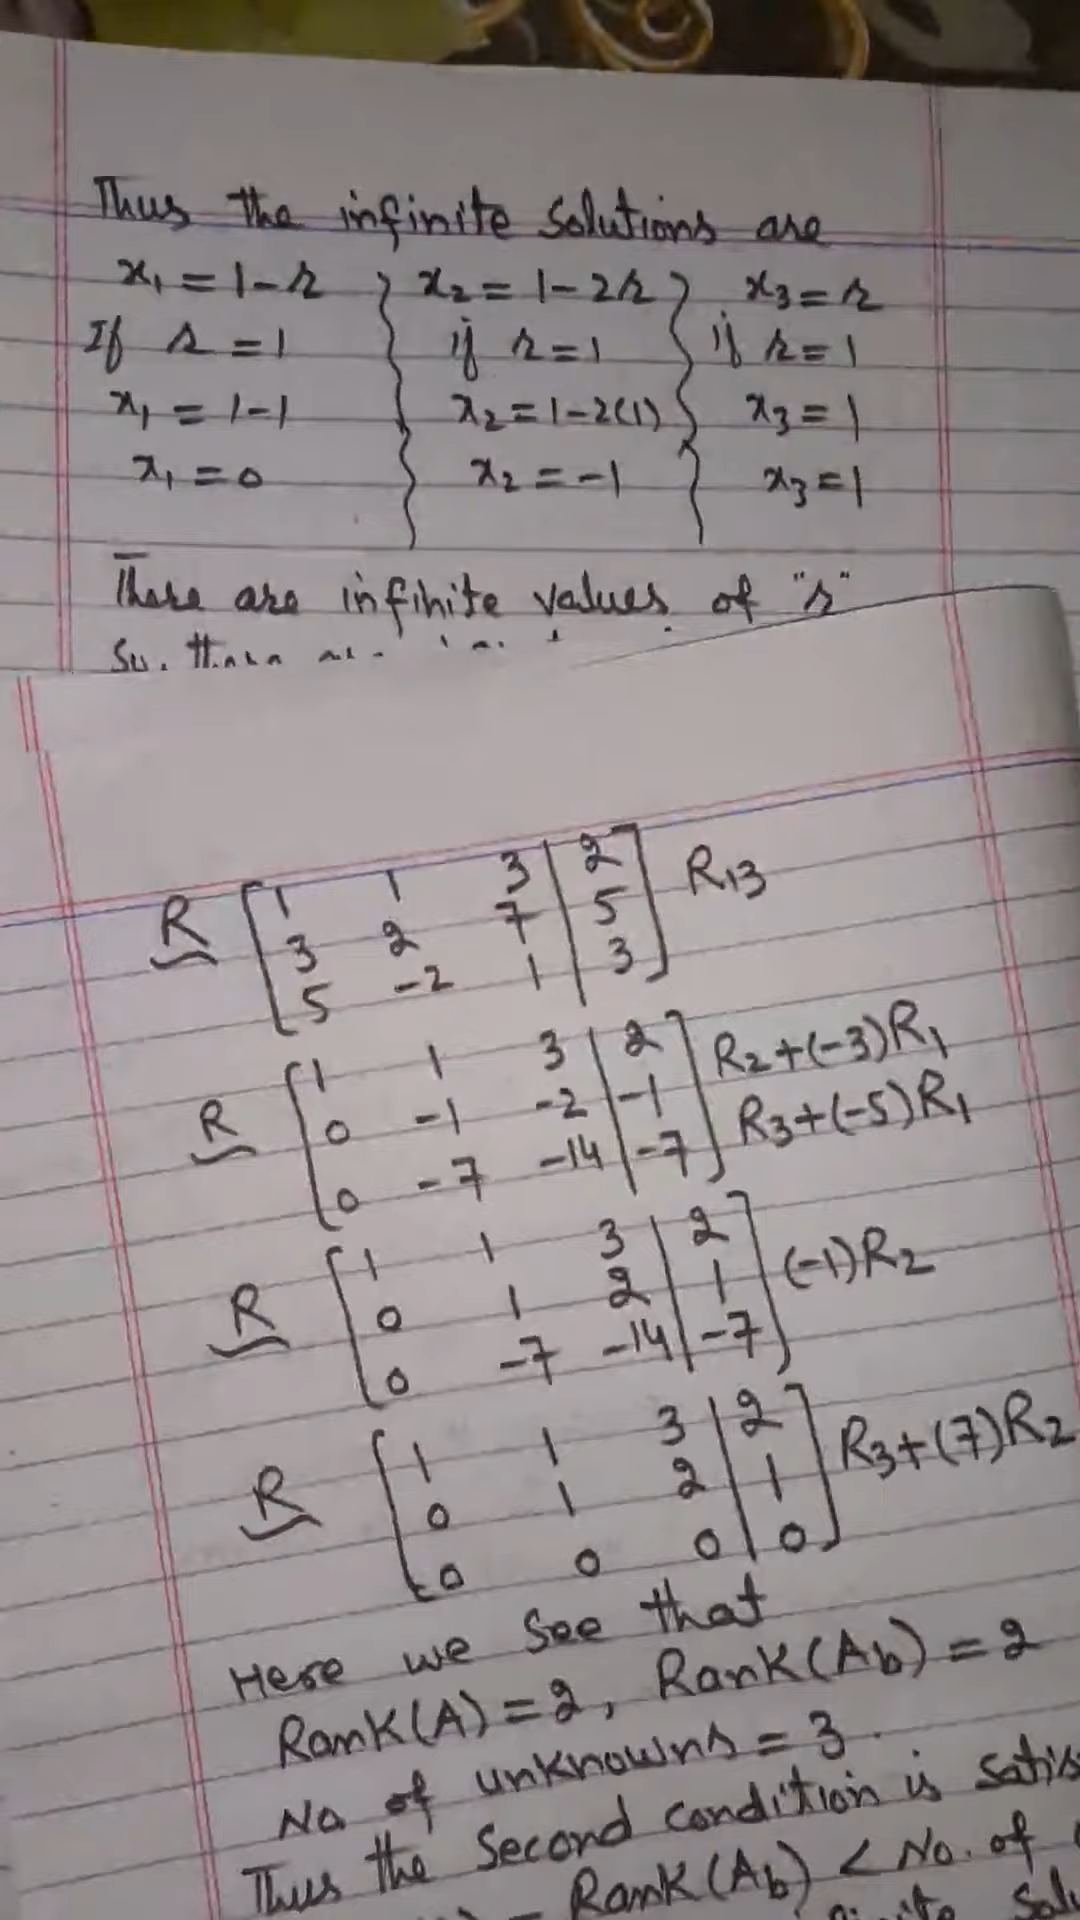 Thus the infinite solutions are
x₁ = 1-r } x₂ = 1-2r } x₃ = r
If r = 1 if r = 1 if r = 1
x₁ = 1-1 x₂ = 1-2(1) x₃ = 1
x₁ = 0 x₂ = -1 x₃ = 1
There are infinite values of "r"
R [ 1 1 3 | 2 ] R₁₃
3 2 7 | 5
5 -2 1 | 3
R [ 1 1 3 | 2 ] R₂+(-3)R₁
0 -1 -2 | -1 R₃+(-5)R₁
0 -7 -14 | -7
R [ 1 1 3 | 2 ] (-1)R₂
0 1 2 | 1
0 -7 -14 | -7
R [ 1 1 3 | 2 ] R₃+(7)R₂
0 1 2 | 1
0 0 0 | 0
Here we see that
Rank(A) = 2, Rank(Ab) = 2
No of unknowns = 3.
Thus the second condition is satis
Rank(Ab) < No. of